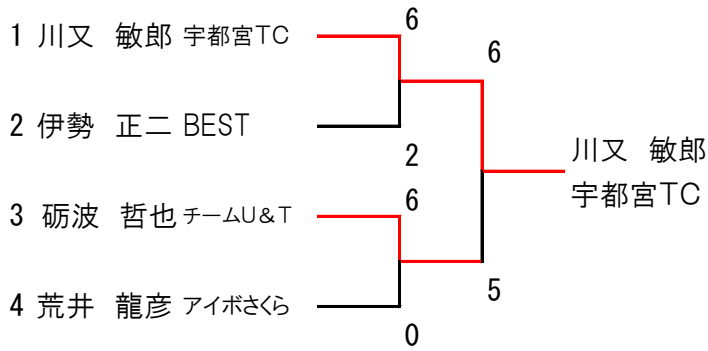 1 川又 敏郎 宇都宮TC
6
6
2 伊勢 正二 BEST
2
川又 敏郎
宇都宮TC
3 砺波 哲也 チームU&T
6
5
4 荒井 龍彦 アイボさくら
0